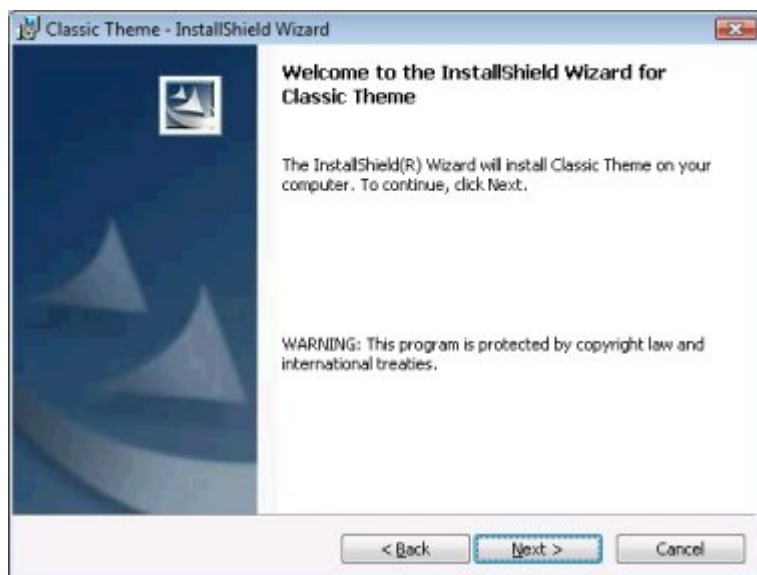 Classic Theme - InstallShield Wizard
Welcome to the InstallShield Wizard for
Classic Theme
The InstallShield(R) Wizard will install Classic Theme on your
computer. To continue, click Next.
WARNING: This program is protected by copyright law and
international treaties.
< Back Next > Cancel